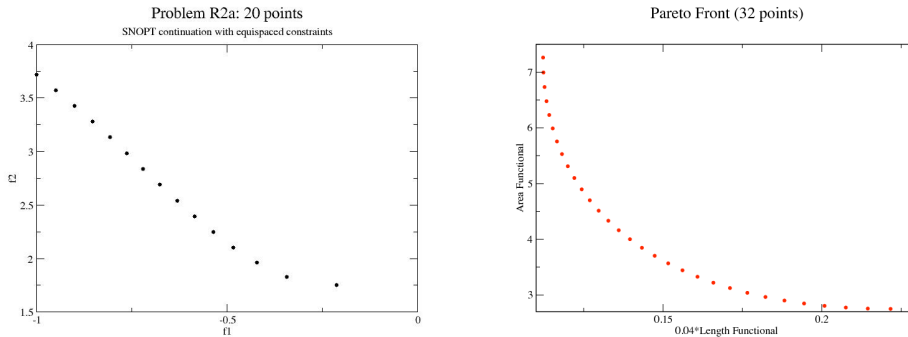 Problem R2a: 20 points
SNOPT continuation with equispaced constraints
4
3.5
3
2.5
2
1.5
f2
-1
-0.5
0
f1
Pareto Front (32 points)
7
6
5
4
3
Area Functional
0.15
0.2
0.04*Length Functional